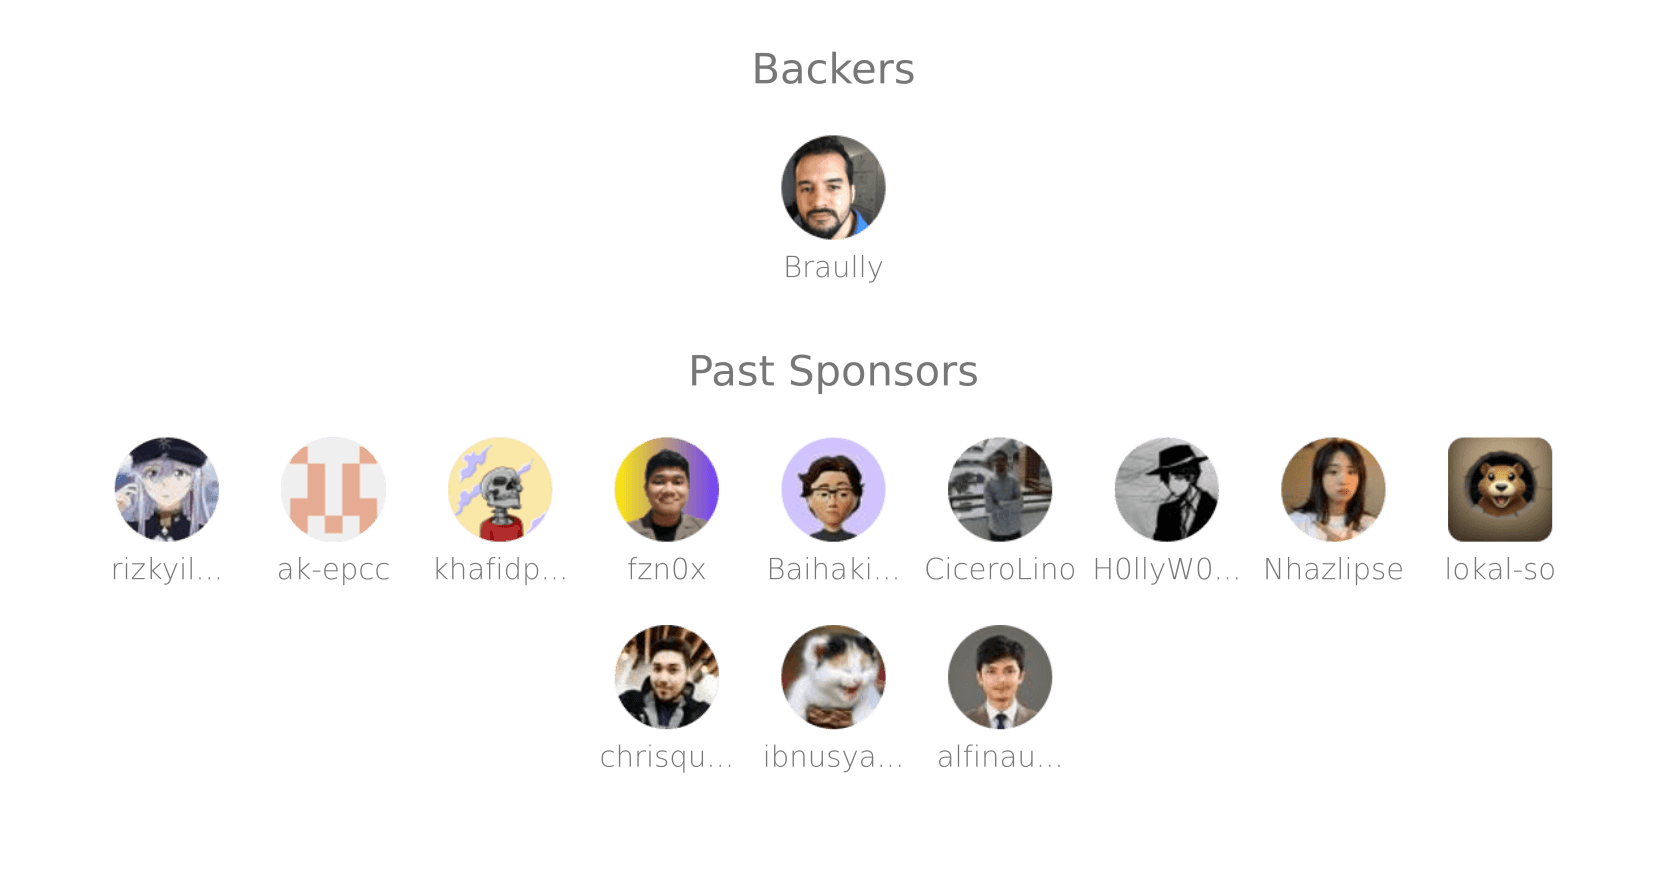 Backers
Braully
Past Sponsors
rizkyil... ak-epcc khafidp... fzn0x Baihaki... CiceroLino H0llyW0... Nhazlipse lokal-so
chrisqu... ibnusya... alfinau...